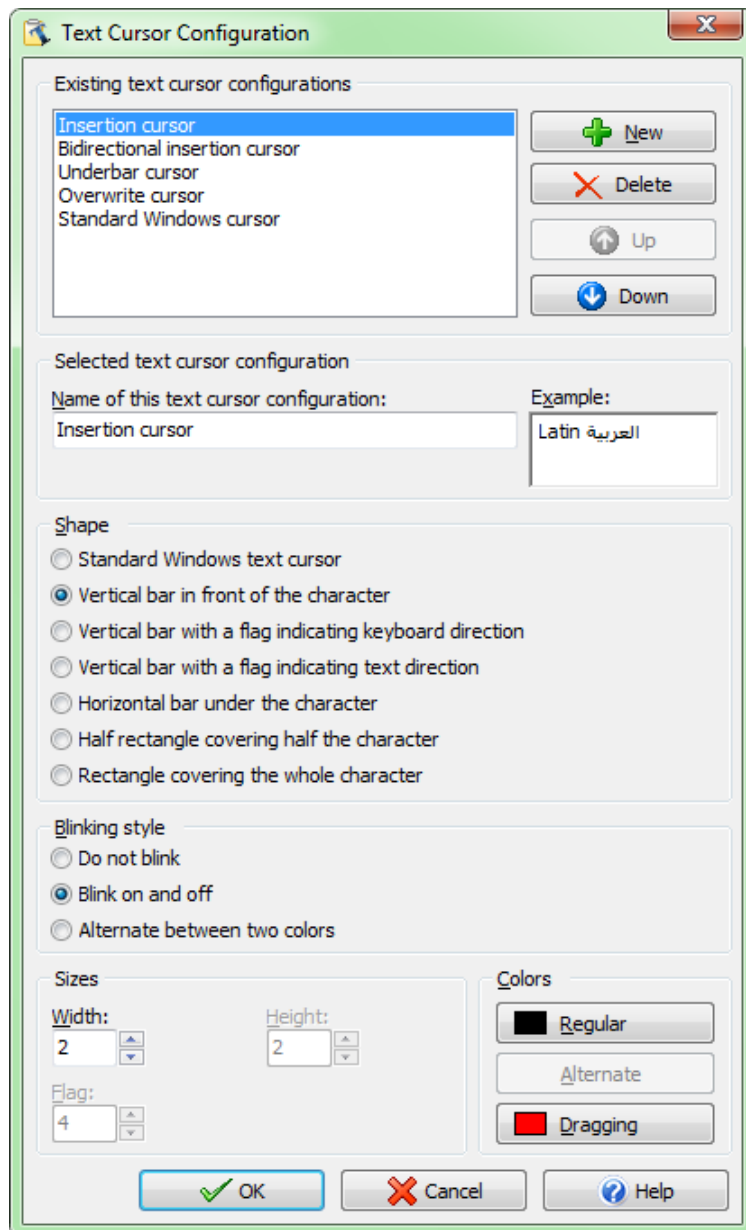 Text Cursor Configuration
Existing text cursor configurations
Insertion cursor
Bidirectional insertion cursor
Underbar cursor
Overwrite cursor
Standard Windows cursor
New
Delete
Up
Down
Selected text cursor configuration
Name of this text cursor configuration:
Insertion cursor
Example:
Latin العربية
Shape
Standard Windows text cursor
Vertical bar in front of the character
Vertical bar with a flag indicating keyboard direction
Vertical bar with a flag indicating text direction
Horizontal bar under the character
Half rectangle covering half the character
Rectangle covering the whole character
Blinking style
Do not blink
Blink on and off
Alternate between two colors
Sizes
Width:
2
Height:
2
Flag:
4
Colors
Regular
Alternate
Dragging
OK
Cancel
Help